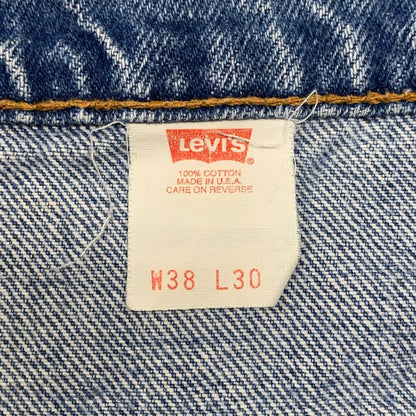 LEVI'S
®
100% COTTON
MADE IN U.S.A.
CARE ON REVERSE
W38 L30